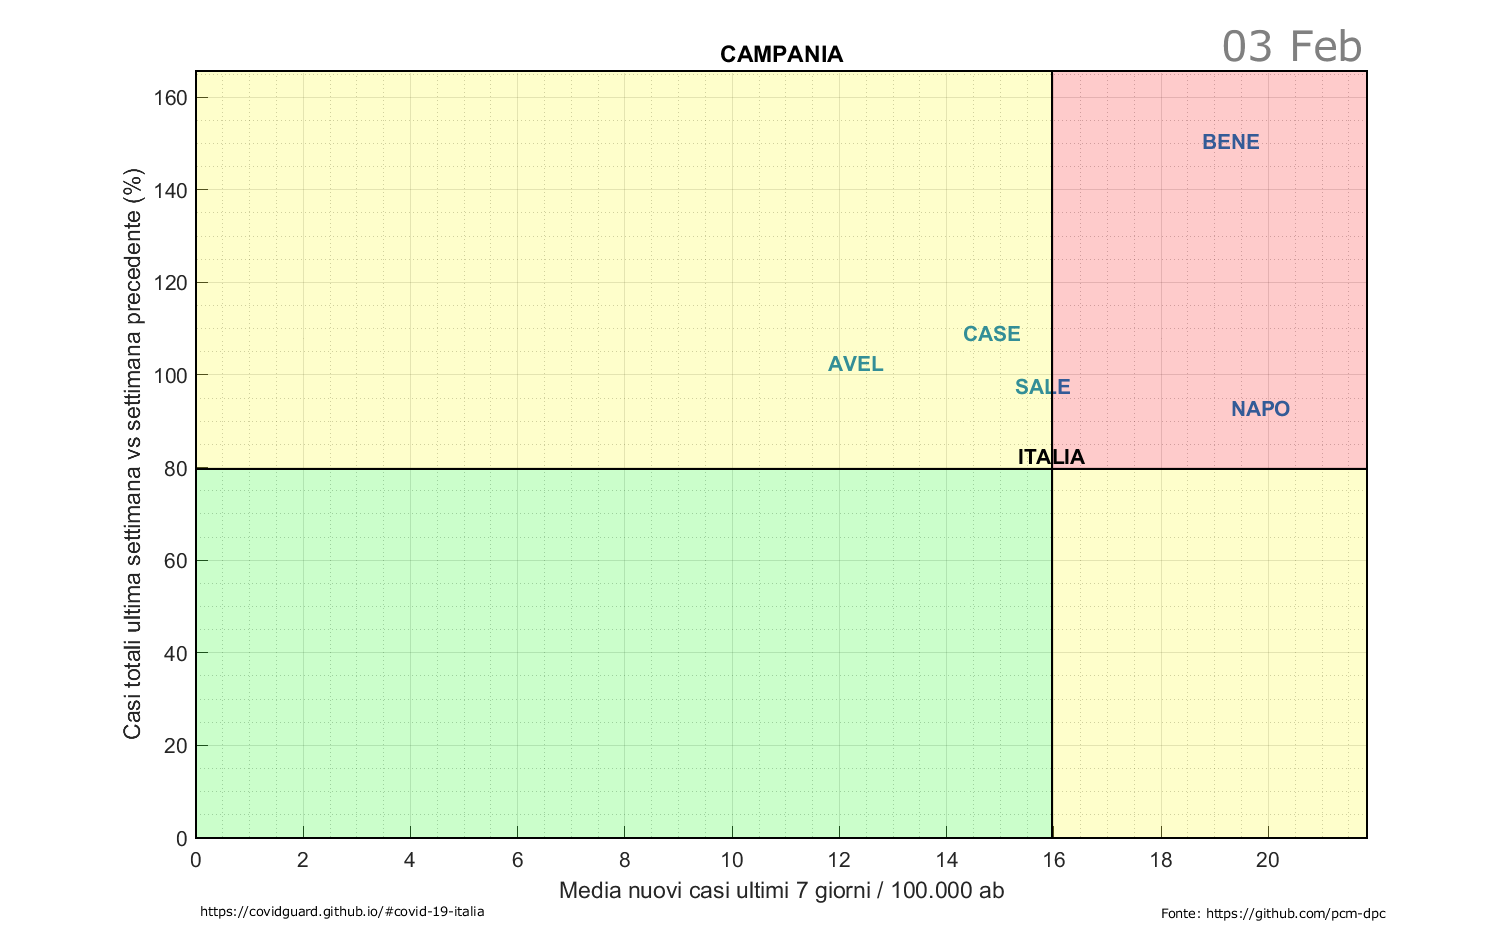 03 Feb
CAMPANIA
160
140
120
100
80
60
40
20
0
Casi totali ultima settimana vs settimana precedente (%)
BENE
CASE
AVEL
SALE
NAPO
ITALIA
0 2 4 6 8 10 12 14 16 18 20
Media nuovi casi ultimi 7 giorni / 100.000 ab
https://covidguard.github.io/#covid-19-italia
Fonte: https://github.com/pcm-dpc